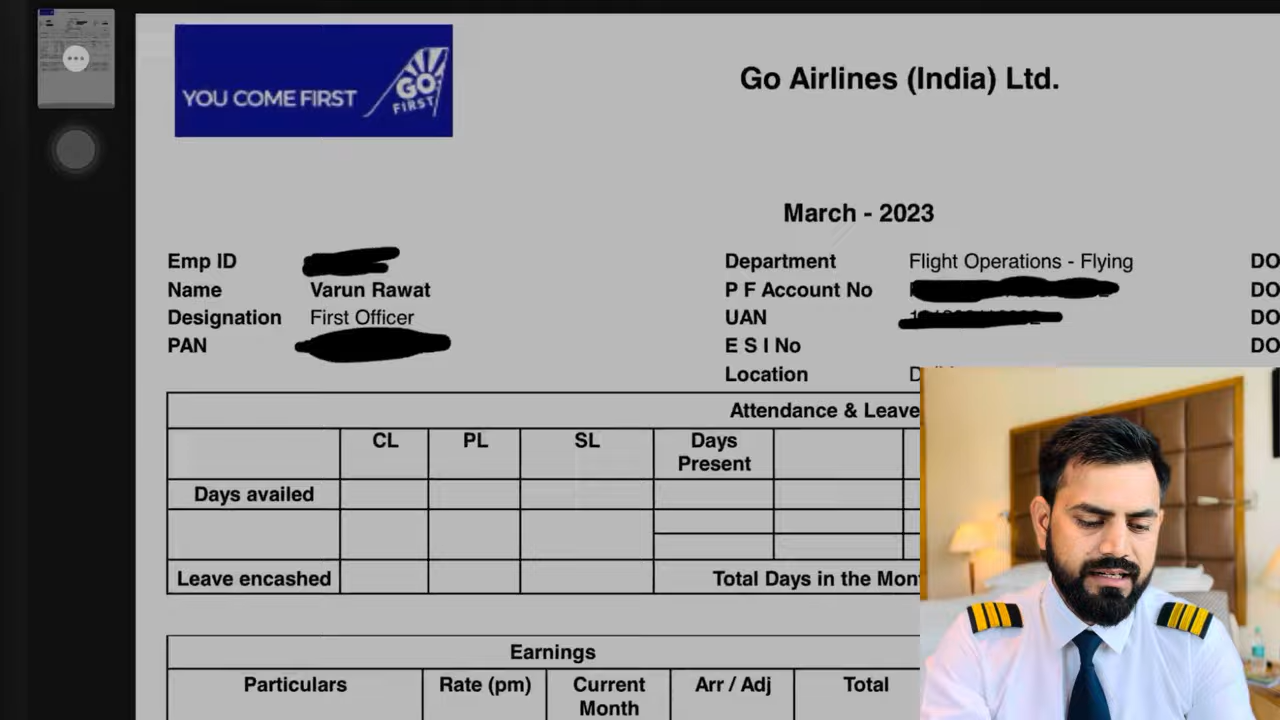 YOU COME FIRST
GO
FIRST
Go Airlines (India) Ltd.
March - 2023
Emp ID
Name Varun Rawat
Designation First Officer
PAN
Department Flight Operations - Flying
P F Account No
UAN
E S I No
Location
DO
DO
DO
DO
Attendance & Leave
CL PL SL Days Present
Days availed
Leave encashed Total Days in the Mon
Earnings
Particulars Rate (pm) Current Month Arr / Adj Total